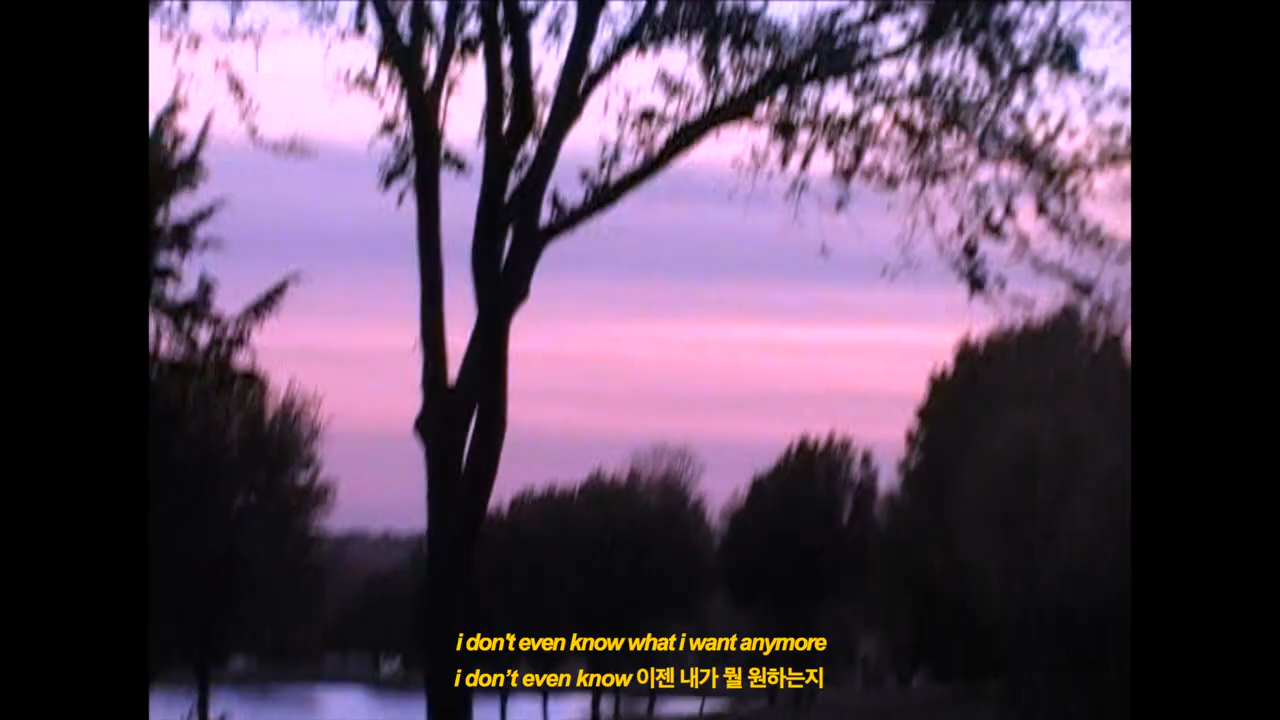 i don't even know what i want anymore
i don’t even know 이젠 내가 뭘 원하는지